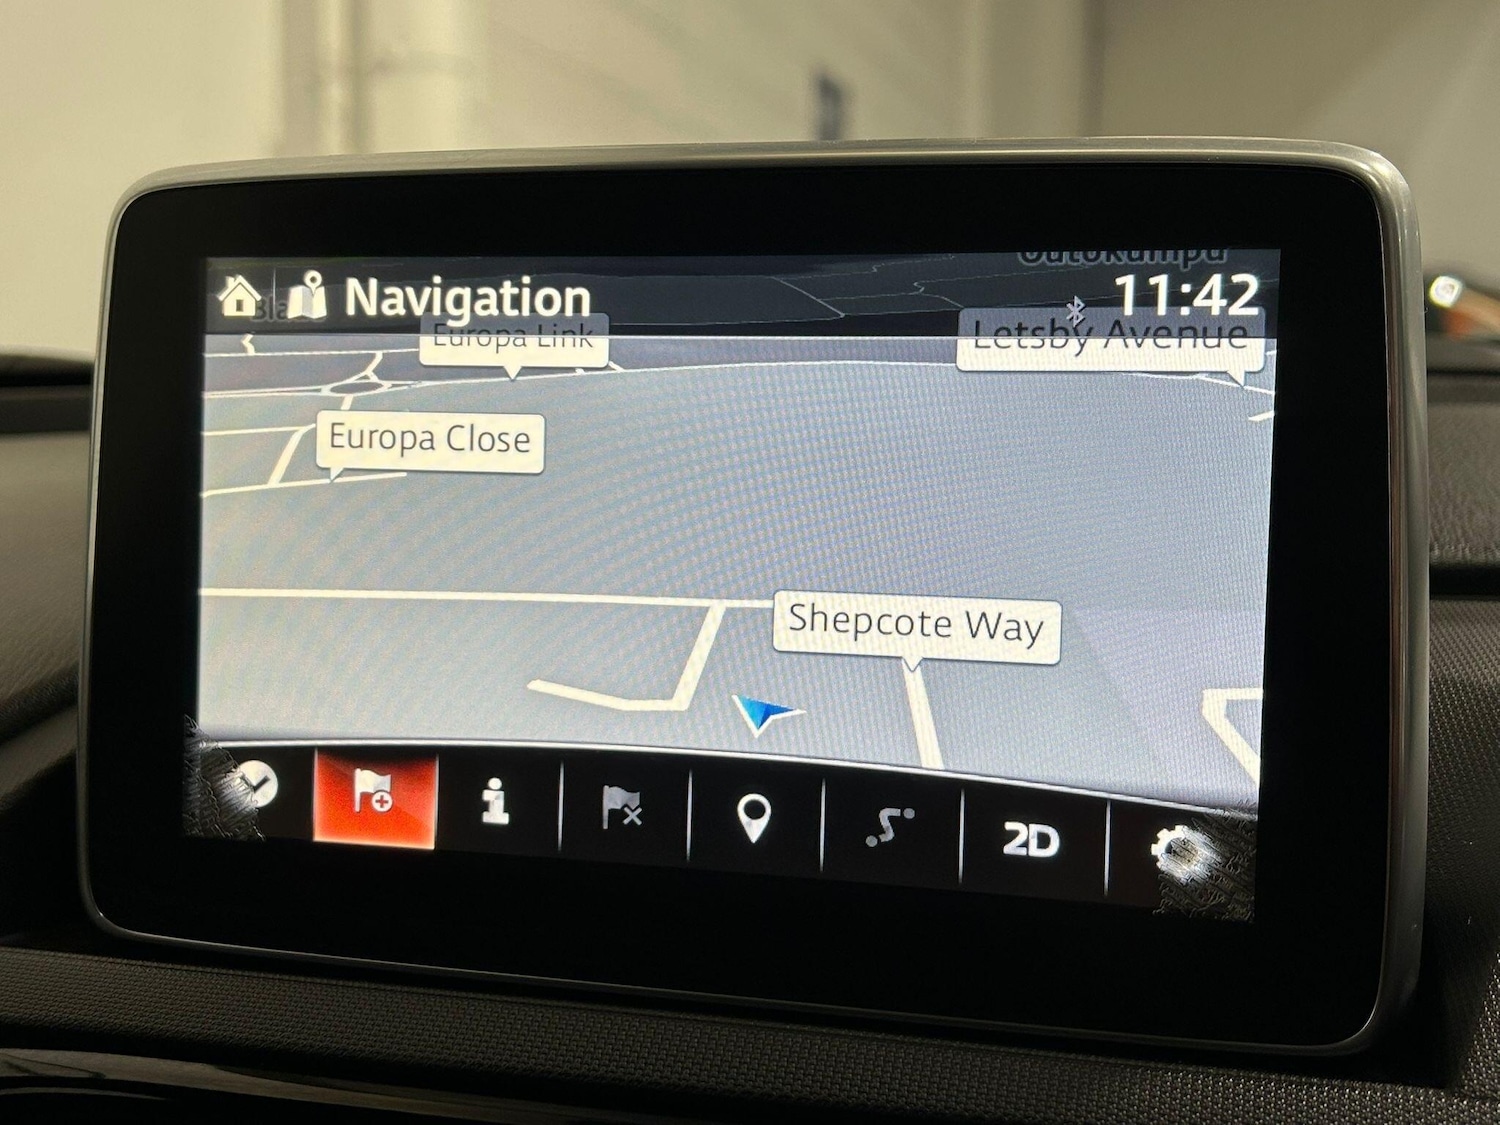 Navigation
11:42
Europa Link
Letsby Avenue
Europa Close
Shepcote Way
2D